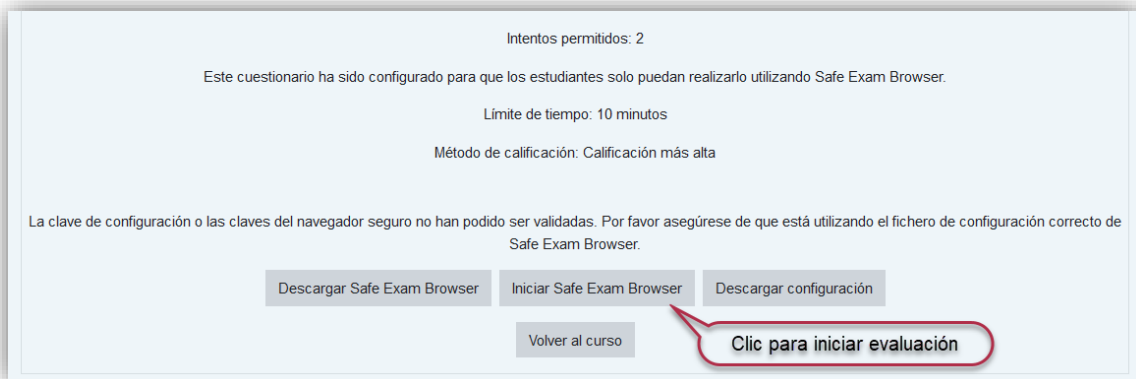 Intentos permitidos: 2
Este cuestionario ha sido configurado para que los estudiantes solo puedan realizarlo utilizando Safe Exam Browser.
Límite de tiempo: 10 minutos
Método de calificación: Calificación más alta
La clave de configuración o las claves del navegador seguro no han podido ser validadas. Por favor asegúrese de que está utilizando el fichero de configuración correcto de
Safe Exam Browser.
Descargar Safe Exam Browser Iniciar Safe Exam Browser Descargar configuración
Volver al curso Clic para iniciar evaluación